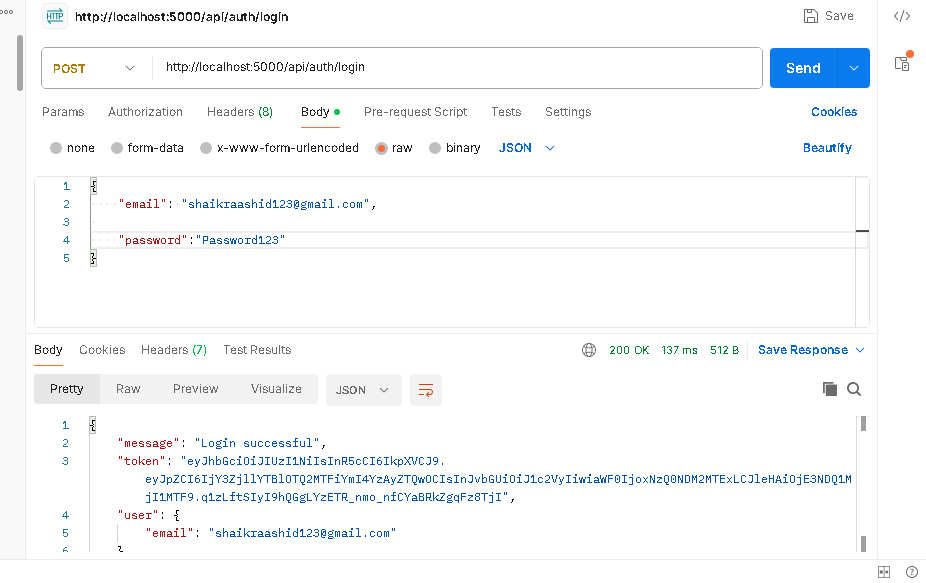 HTTP http://localhost:5000/api/auth/login Save
POST http://localhost:5000/api/auth/login Send
Params Authorization Headers (8) Body Pre-request Script Tests Settings Cookies
none form-data x-www-form-urlencoded raw binary JSON Beautify
1 {
2 "email": "shaikraashid123@gmail.com",
3
4 "password":"Password123"
5 }
Body Cookies Headers (7) Test Results 200 OK 137 ms 512 B Save Response
Pretty Raw Preview Visualize JSON
1 {
2 "message": "Login successful",
3 "token": "eyJhbGciOiJIUzI1NiIsInR5cCI6IkpXVCJ9.
eyJpZCI6IjY3ZjllYTBlOTQ2MTFiYmI4YzAyZTQwOCIsInJvbGUiOiJ1c2VyIiwiaWF0IjoxNzQ0NDM2MTExLCJleHAiOjE3NDQ1M
jI1MTF9.q1zLftSIyI9hQGgLYzETR_nmo_nfCYaBRkZgqFz8TjI",
4 "user": {
5 "email": "shaikraashid123@gmail.com"
6 }